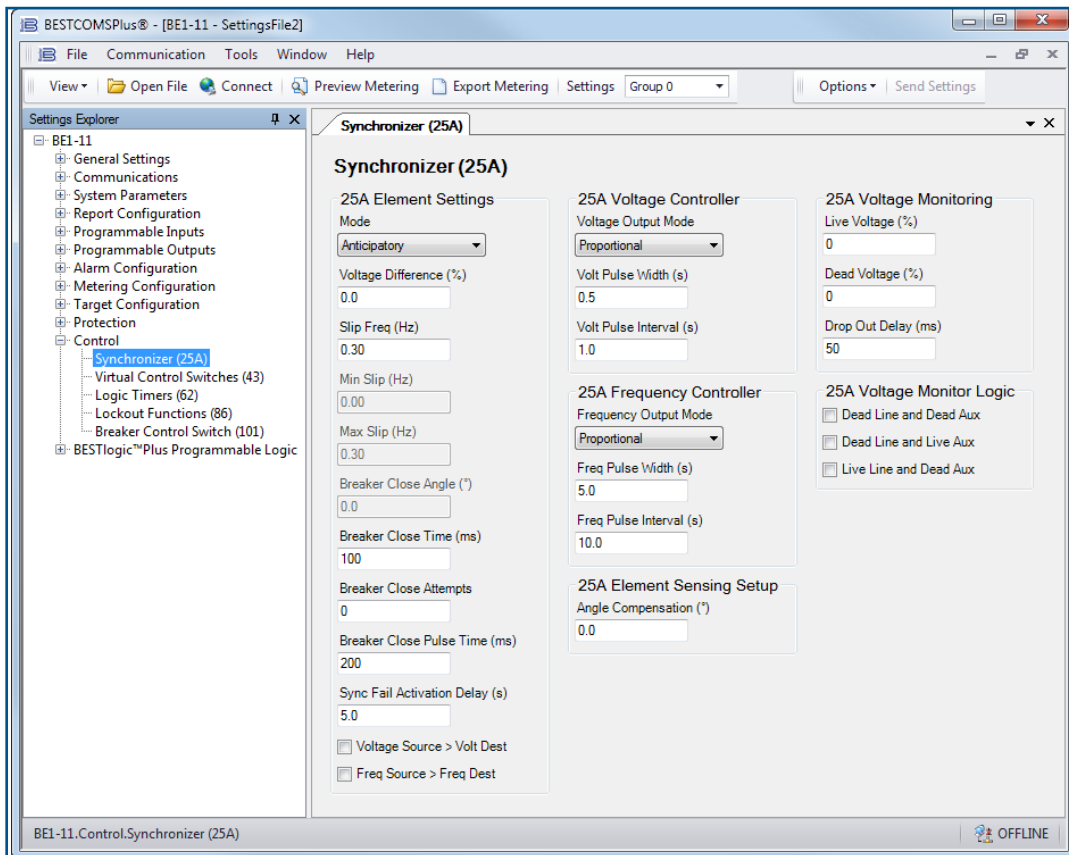 BESTCOMSPlus® - [BE1-11 - SettingsFile2]
File Communication Tools Window Help
View Open File Connect Preview Metering Export Metering Settings Group 0 Options Send Settings
Settings Explorer
BE1-11
General Settings
Communications
System Parameters
Report Configuration
Programmable Inputs
Programmable Outputs
Alarm Configuration
Metering Configuration
Target Configuration
Protection
Control
Synchronizer (25A)
Virtual Control Switches (43)
Logic Timers (62)
Lockout Functions (86)
Breaker Control Switch (101)
BESTlogic™Plus Programmable Logic
Synchronizer (25A)
Synchronizer (25A)
25A Element Settings
Mode
Anticipatory
Voltage Difference (%)
0.0
Slip Freq (Hz)
0.30
Min Slip (Hz)
0.00
Max Slip (Hz)
0.30
Breaker Close Angle (°)
0.0
Breaker Close Time (ms)
100
Breaker Close Attempts
0
Breaker Close Pulse Time (ms)
200
Sync Fail Activation Delay (s)
5.0
Voltage Source > Volt Dest
Freq Source > Freq Dest
25A Voltage Controller
Voltage Output Mode
Proportional
Volt Pulse Width (s)
0.5
Volt Pulse Interval (s)
1.0
25A Frequency Controller
Frequency Output Mode
Proportional
Freq Pulse Width (s)
5.0
Freq Pulse Interval (s)
10.0
25A Element Sensing Setup
Angle Compensation (°)
0.0
25A Voltage Monitoring
Live Voltage (%)
0
Dead Voltage (%)
0
Drop Out Delay (ms)
50
25A Voltage Monitor Logic
Dead Line and Dead Aux
Dead Line and Live Aux
Live Line and Dead Aux
BE1-11.Control.Synchronizer (25A)
OFFLINE